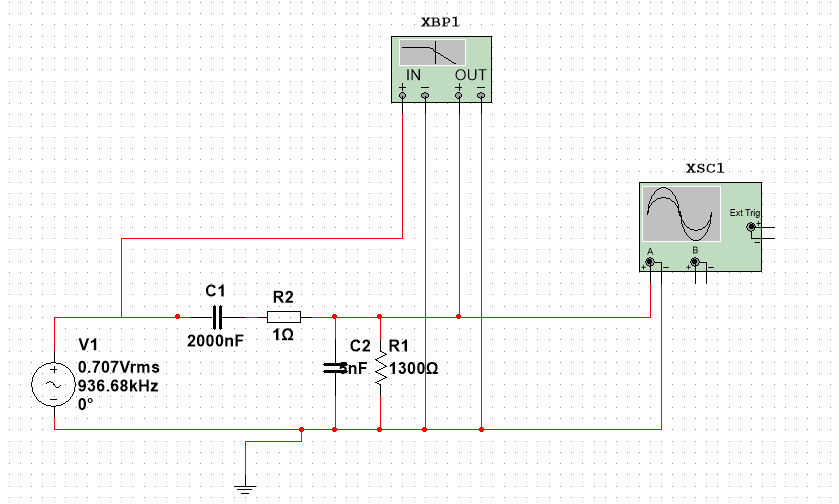 XBP1
IN OUT
+ − + −
XSC1
Ext Trig
+
−
A B
+ − + −
C1
2000nF
R2
1Ω
C2
5nF
R1
1300Ω
V1
0.707Vrms
936.68kHz
0°